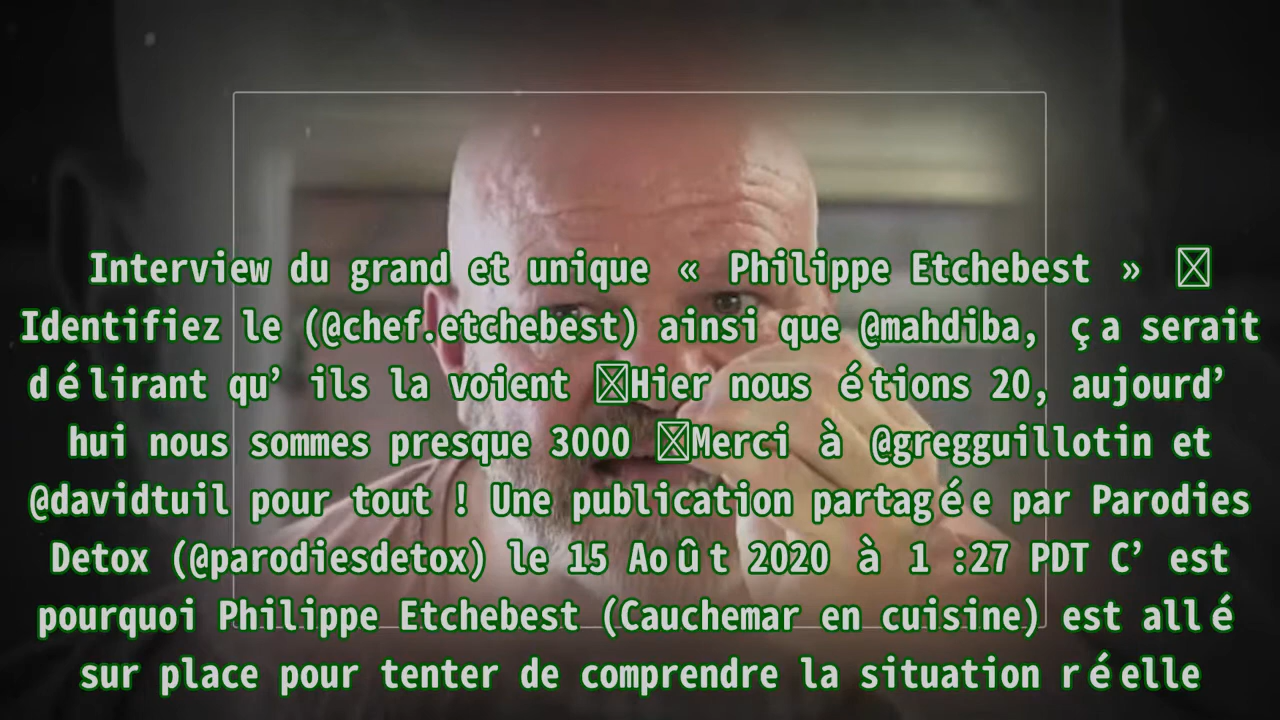 Interview du grand et unique « Philippe Etchebest »
Identifiez le (@chef.etchebest) ainsi que @mahdiba, ça serait
délirant qu’ ils la voient Hier nous étions 20, aujourd’
hui nous sommes presque 3000 Merci à @gregguillotin et
@davidtuil pour tout ! Une publication partagée par Parodies
Detox (@parodiesdetox) le 15 Août 2020 à 1 :27 PDT C’ est
pourquoi Philippe Etchebest (Cauchemar en cuisine) est allé
sur place pour tenter de comprendre la situation réelle